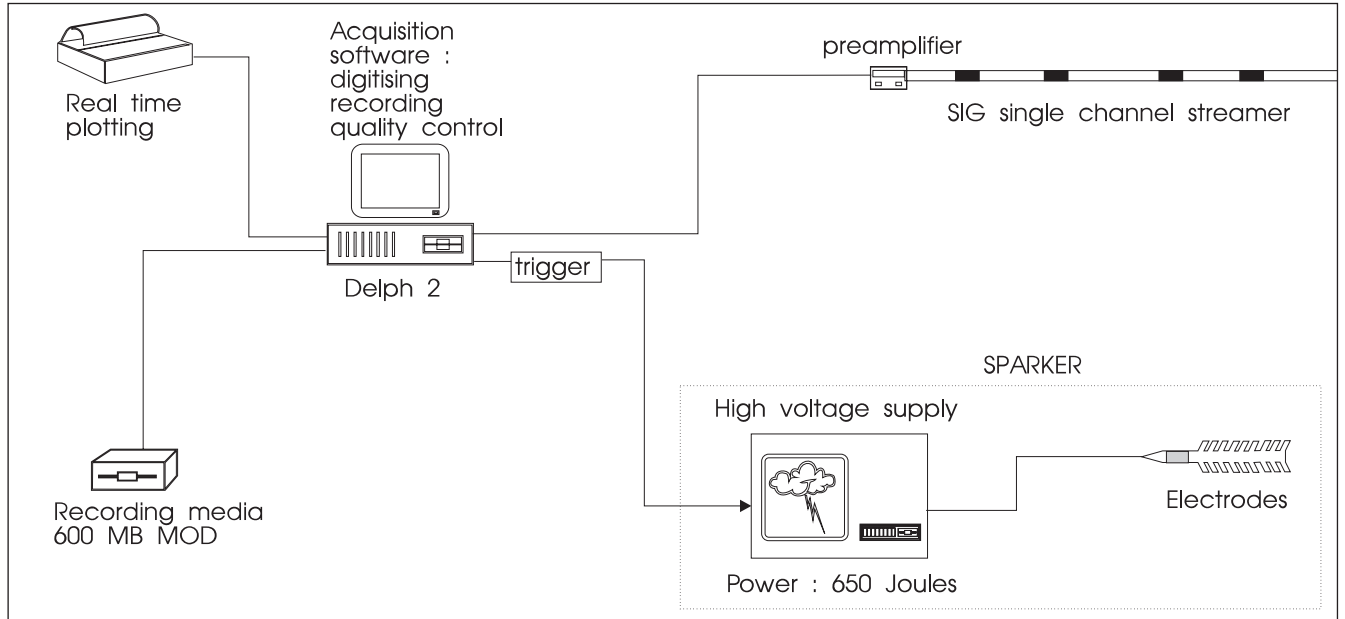 Real time
plotting
Acquisition
software :
digitising
recording
quality control
Delph 2
trigger
preamplifier
SIG single channel streamer
Recording media
600 MB MOD
SPARKER
High voltage supply
Power : 650 Joules
Electrodes